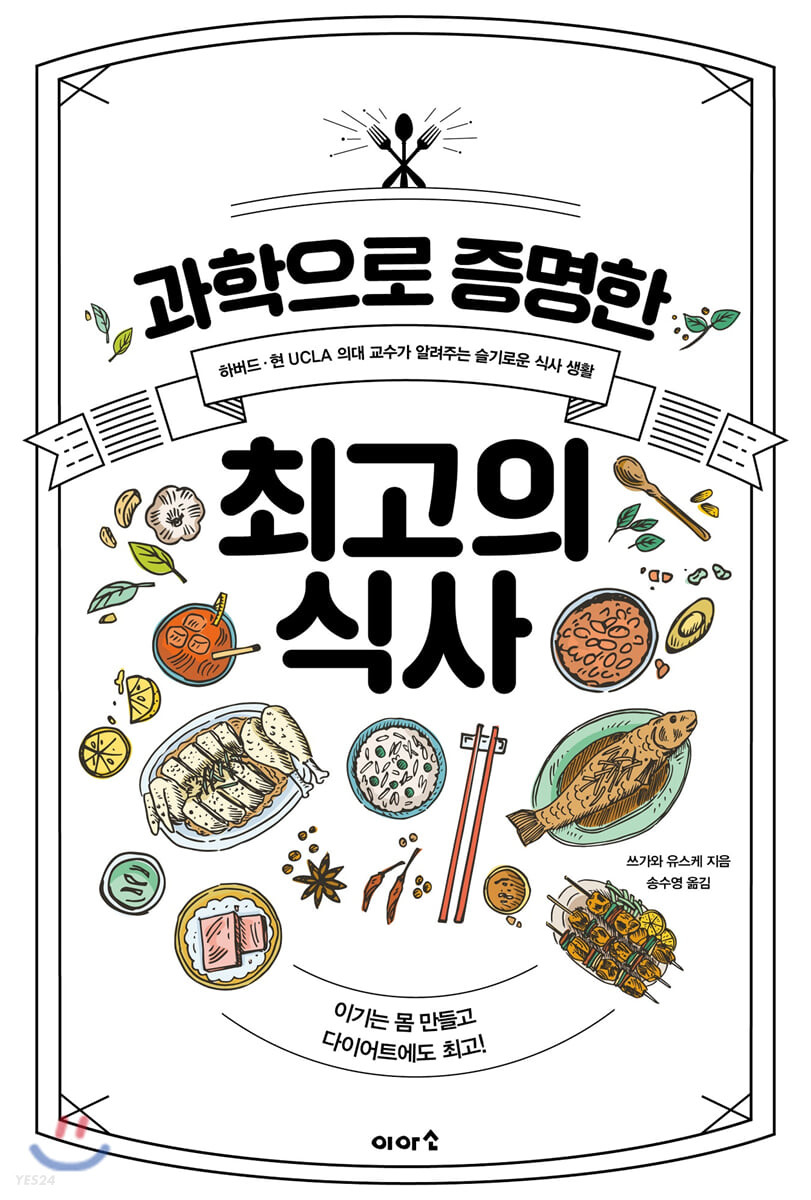 과학으로 증명한
하버드·현 UCLA 의대 교수가 알려주는 슬기로운 식사 생활
최고의
식사
쓰가와 유스케 지음
송수영 옮김
이기는 몸 만들고
다이어트에도 최고!
이아소
YES24